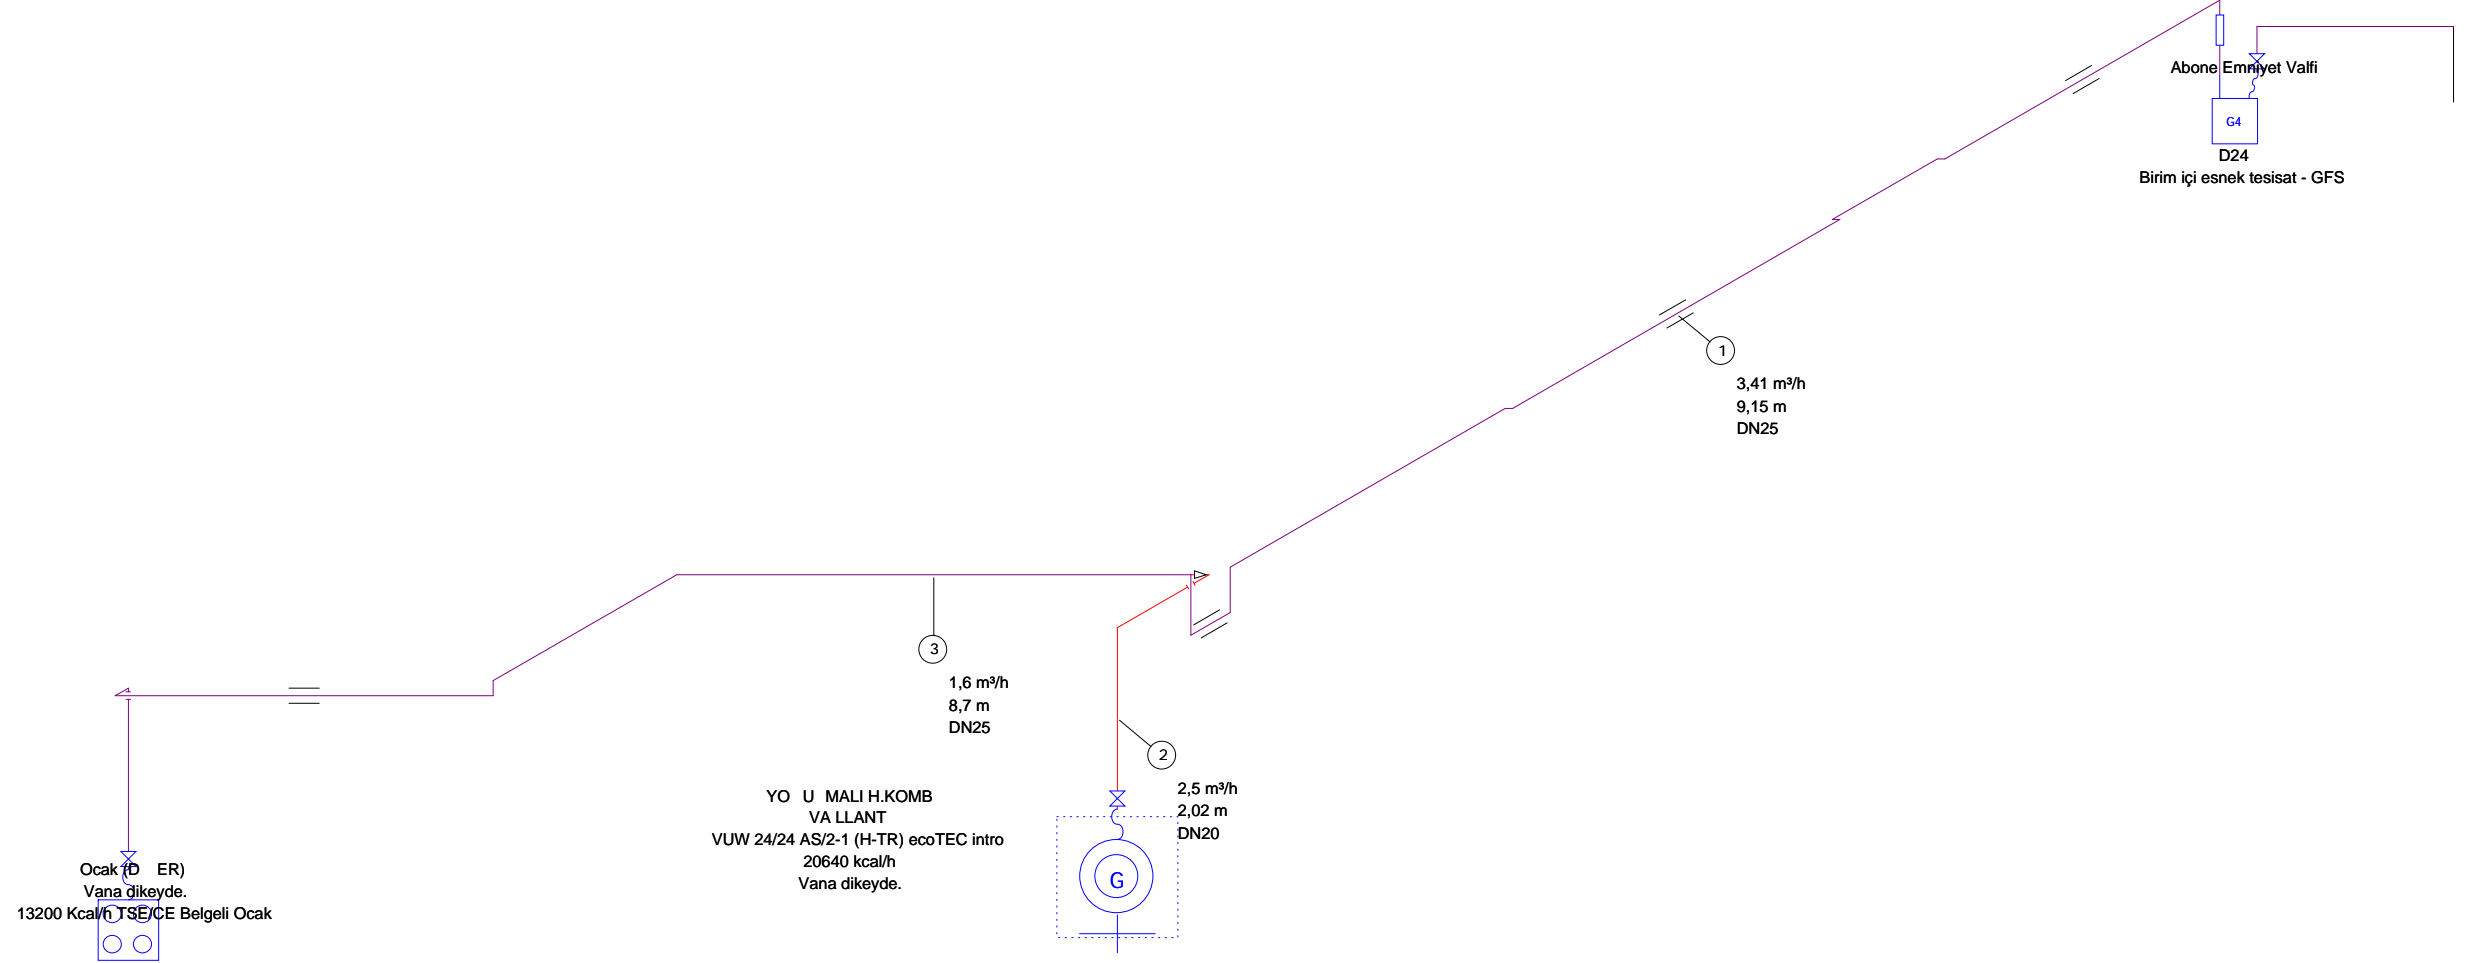 Abone Emniyet Valfi
G4
D24
Birim içi esnek tesisat - GFS
1
3,41 m³/h
9,15 m
DN25
3
1,6 m³/h
8,7 m
DN25
2
2,5 m³/h
2,02 m
DN20
YO U MALI H.KOMB
VA LLANT
VUW 24/24 AS/2-1 (H-TR) ecoTEC intro
20640 kcal/h
Vana dikeyde.
G
Ocak (D ER)
Vana dikeyde.
13200 Kcal/h TSE/CE Belgeli Ocak